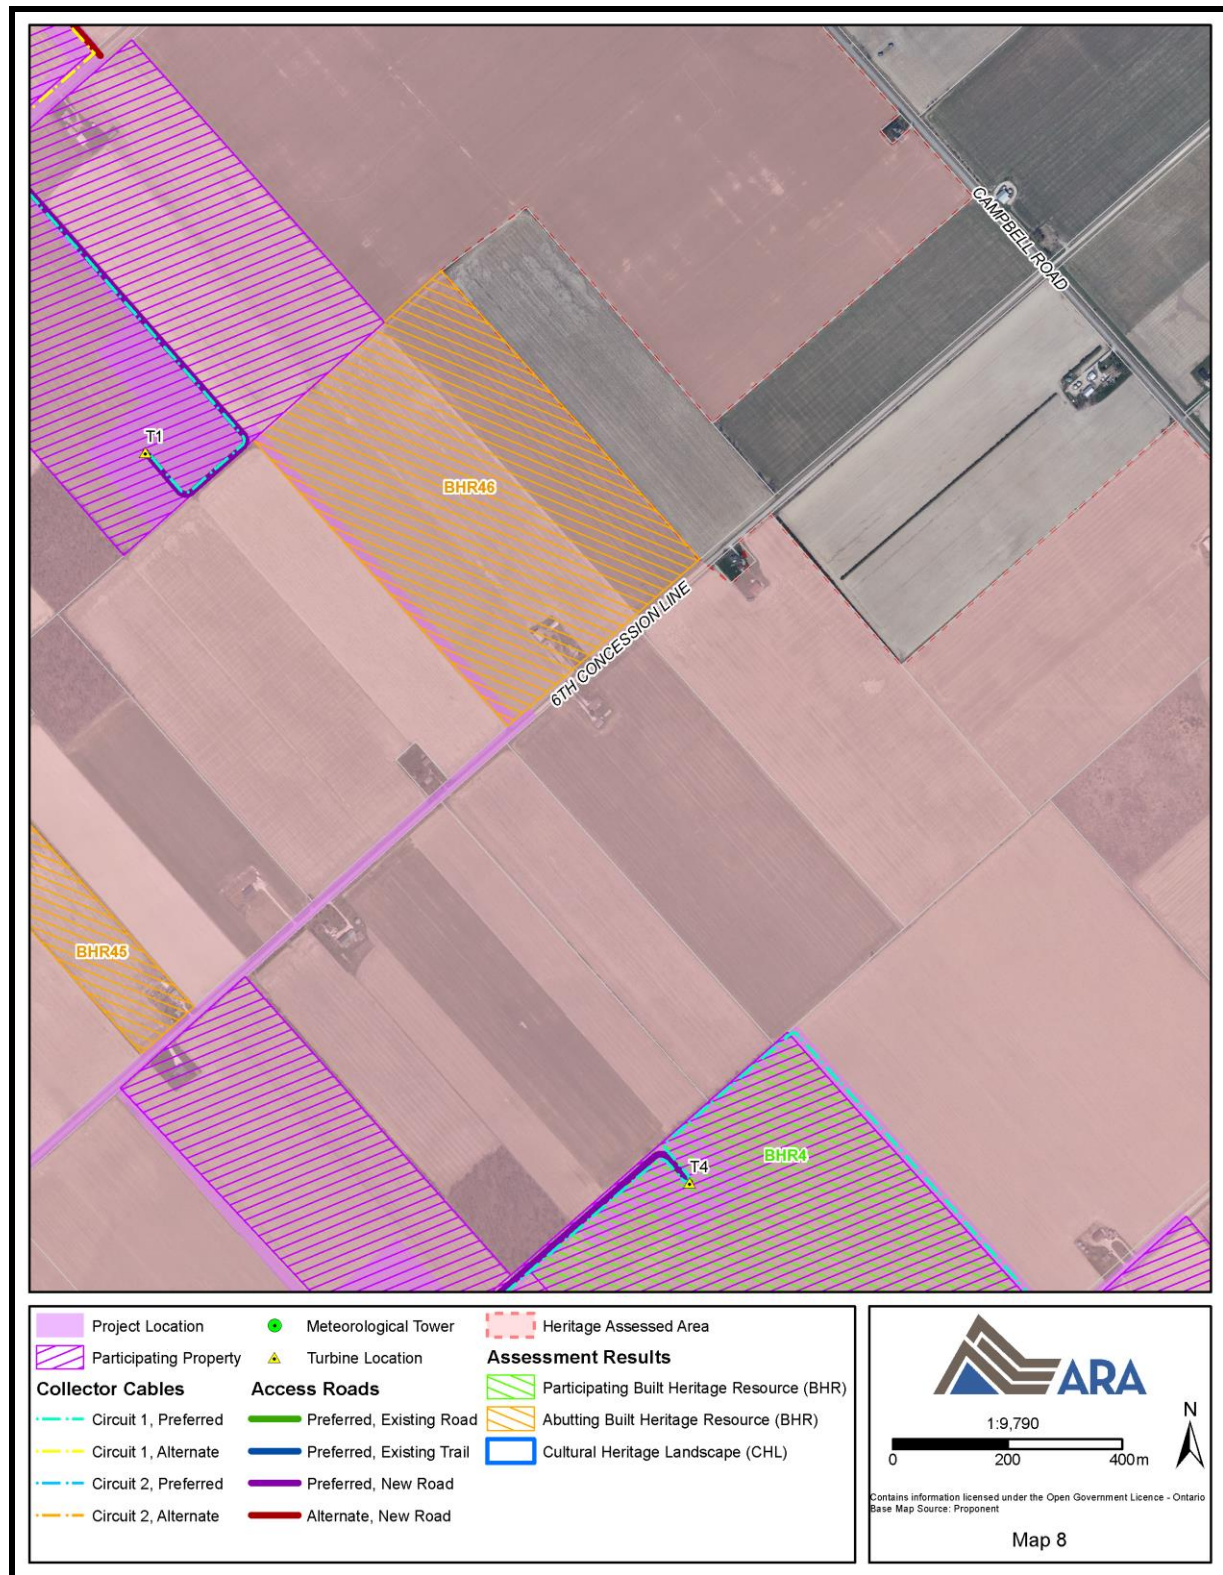 CAMPBELL ROAD
T1
BHR46
6TH CONCESSION LINE
BHR45
BHR4
T4
Project Location
Participating Property
Collector Cables
Circuit 1, Preferred
Circuit 1, Alternate
Circuit 2, Preferred
Circuit 2, Alternate
Meteorological Tower
Turbine Location
Access Roads
Preferred, Existing Road
Preferred, Existing Trail
Preferred, New Road
Alternate, New Road
Heritage Assessed Area
Assessment Results
Participating Built Heritage Resource (BHR)
Abutting Built Heritage Resource (BHR)
Cultural Heritage Landscape (CHL)
ARA
1:9,790
0 200 400m
N
Contains information licensed under the Open Government Licence - Ontario
Base Map Source: Proponent
Map 8